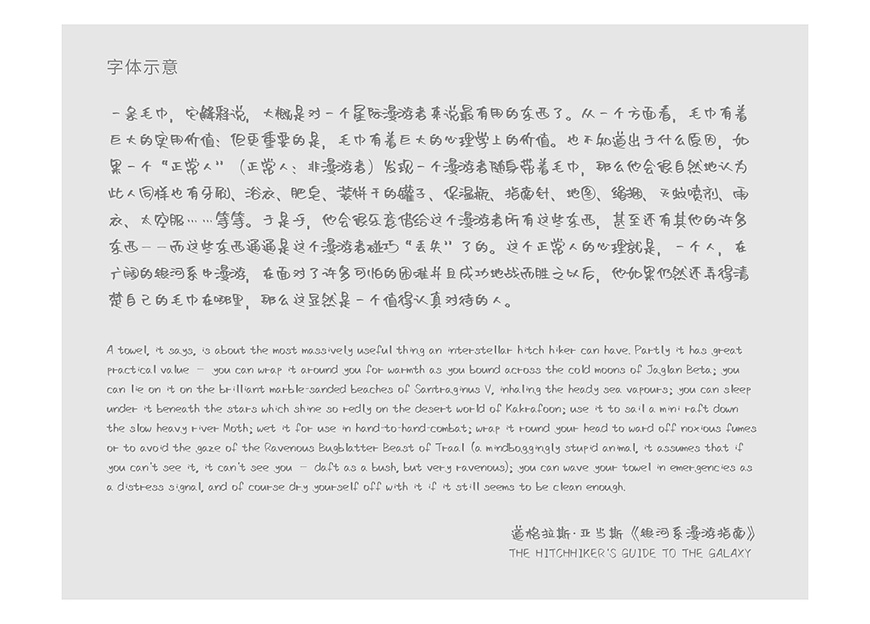 字体示意
一条毛巾，它解释说，大概是对一个星际漫游者来说最有用的东西了。从一个方面看，毛巾有着
巨大的实用价值：但更重要的是，毛巾有着巨大的心理学上的价值。也不知道出于什么原因，如
果一个“正常人”（正常人：非漫游者）发现一个漫游者随身带着毛巾，那么他会很自然地认为
此人同样也有牙刷、浴衣、肥皂、装饼干的罐子、保温瓶、指南针、地图、绳捆、灭蚊喷剂、雨
衣、太空服……等等。于是乎，他会很乐意借给这个漫游者所有这些东西，甚至还有其他的许多
东西——而这些东西通通是这个漫游者碰巧“丢失”了的。这个正常人的心理就是，一个人，在
广阔的银河系中漫游，在面对了许多可怕的困难并且成功地战而胜之以后，他如果仍然还弄得清
楚自己的毛巾在哪里，那么这显然是一个值得认真对待的人。
A towel, it says, is about the most massively useful thing an interstellar hitch hiker can have. Partly it has great
practical value — you can wrap it around you for warmth as you bound across the cold moons of Jaglan Beta; you
can lie on it on the brilliant marble-sanded beaches of Santraginus V, inhaling the heady sea vapours; you can sleep
under it beneath the stars which shine so redly on the desert world of Kakrafoon; use it to sail a mini raft down
the slow heavy river Moth; wet it for use in hand-to-hand-combat; wrap it round your head to ward off noxious fumes
or to avoid the gaze of the Ravenous Bugblatter Beast of Traal (a mindboggingly stupid animal, it assumes that if
you can't see it, it can't see you — daft as a bush, but very ravenous); you can wave your towel in emergencies as
a distress signal, and of course dry yourself off with it if it still seems to be clean enough.
道格拉斯·亚当斯《银河系漫游指南》
THE HITCHHIKER'S GUIDE TO THE GALAXY